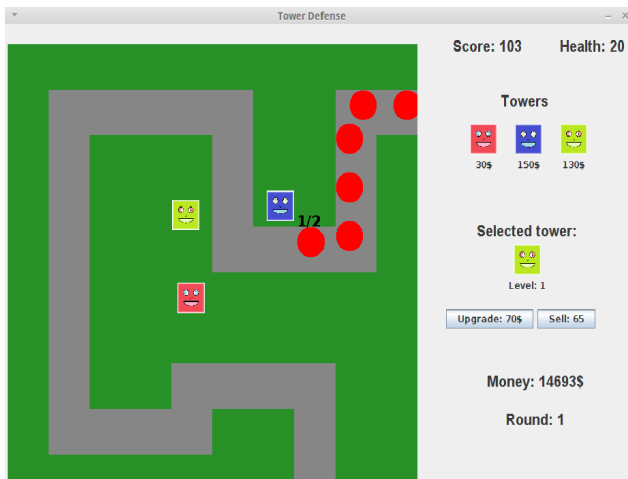 Tower Defense
Score: 103 Health: 20
Towers
30$ 150$ 130$
1/2
Selected tower:
Level: 1
Upgrade: 70$ Sell: 65
Money: 14693$
Round: 1